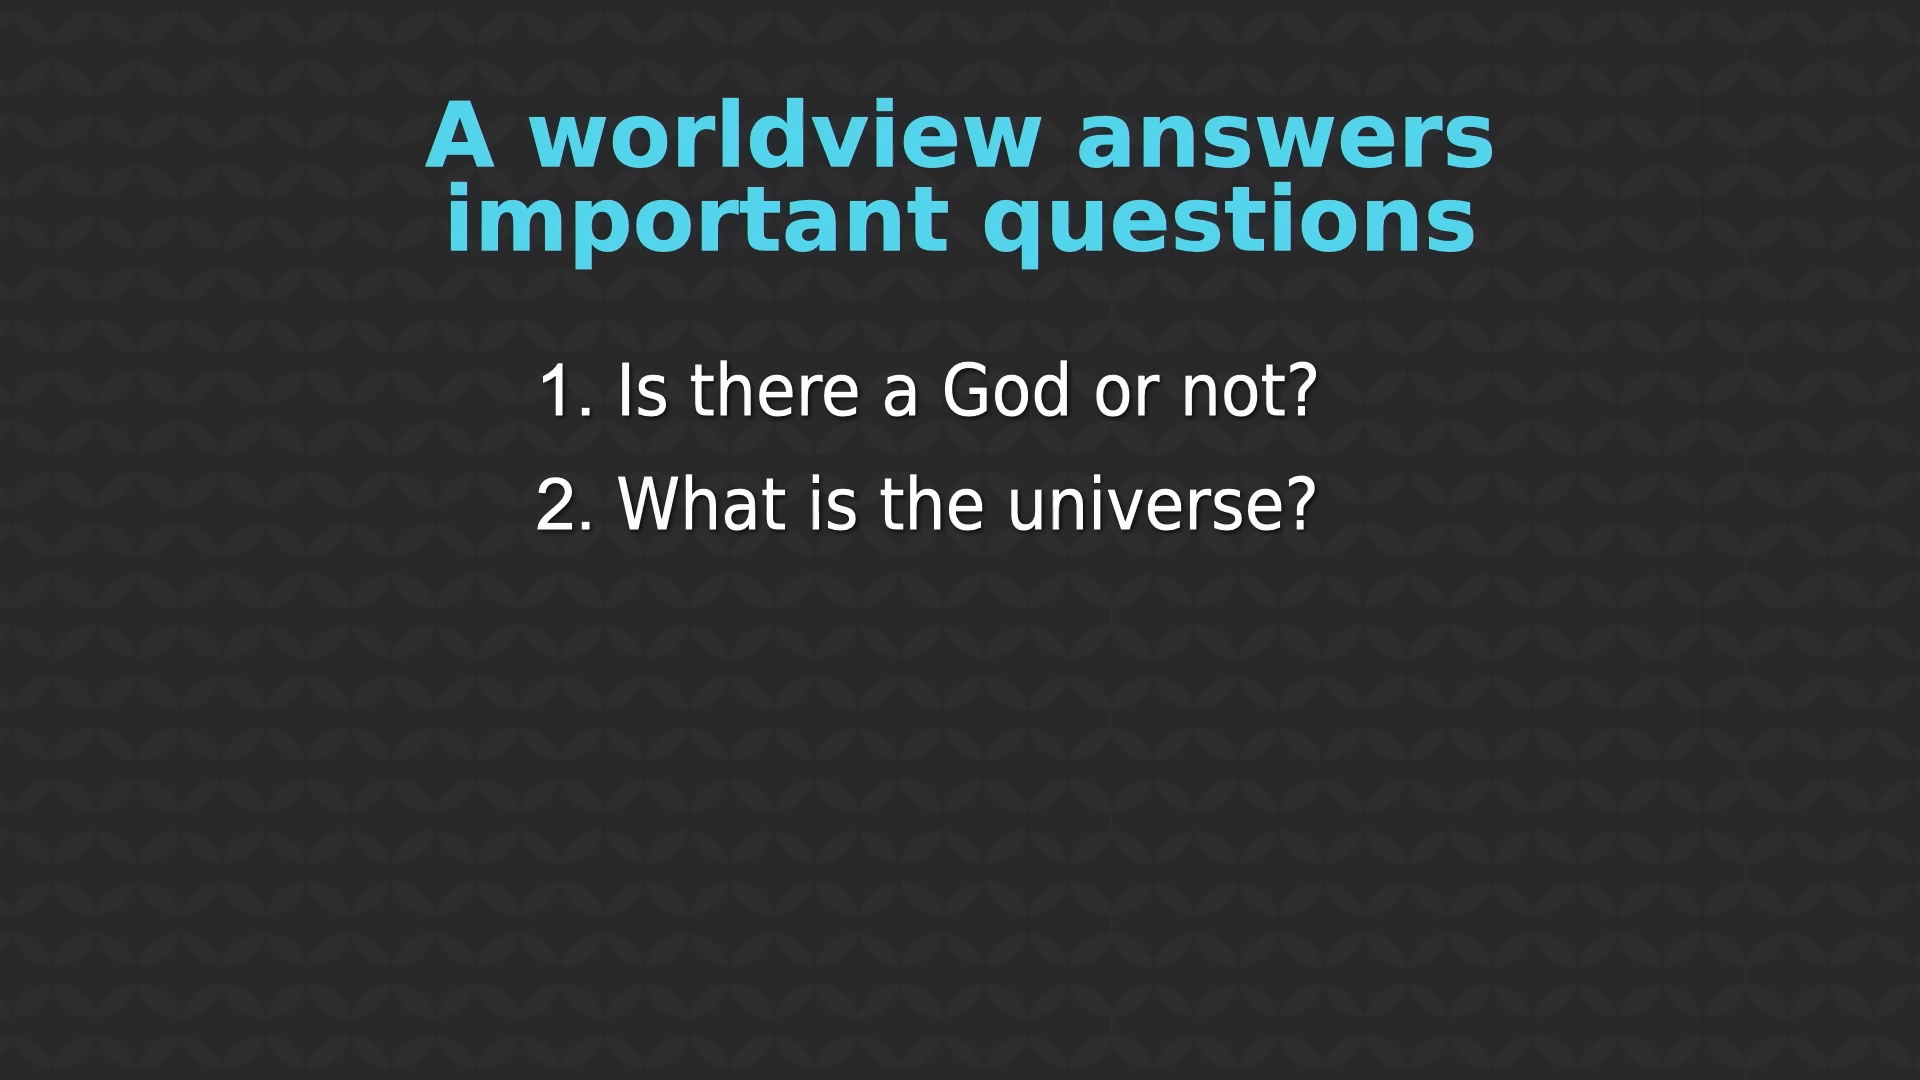 A worldview answers
important questions
1. Is there a God or not?
2. What is the universe?